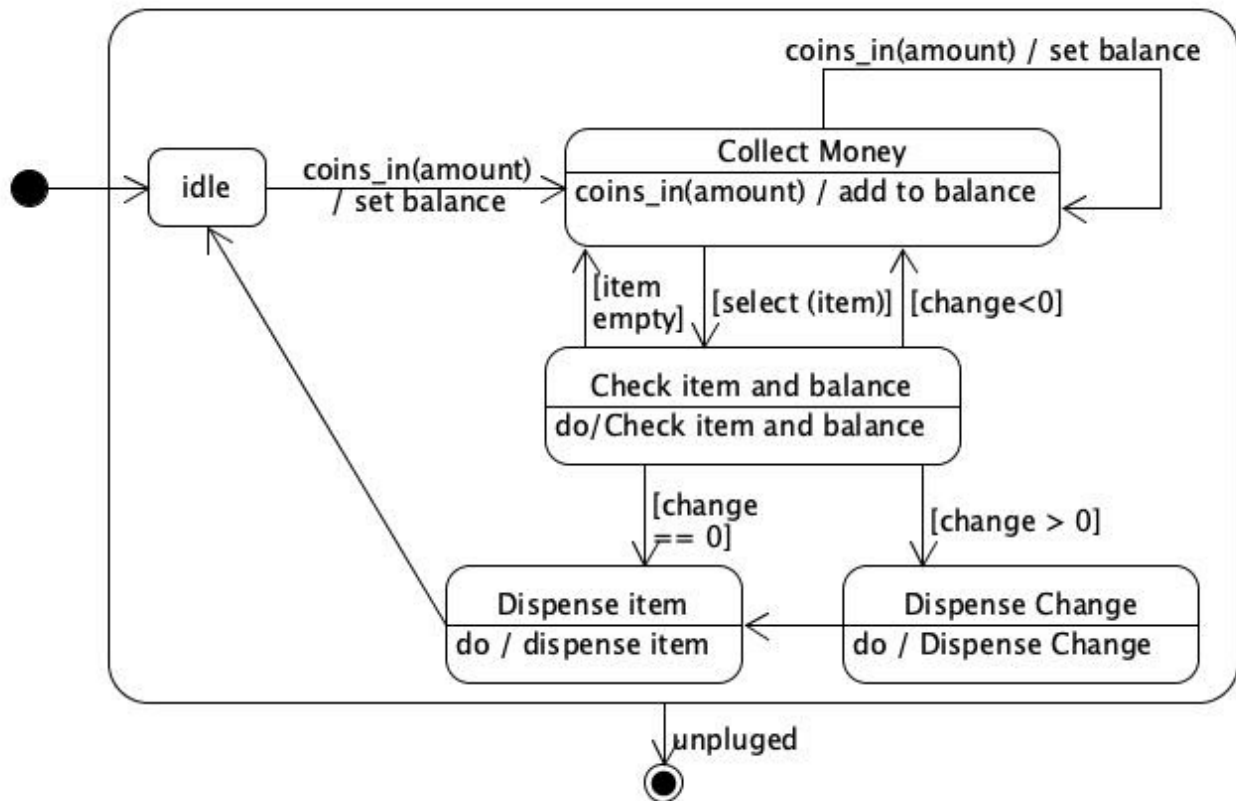 coins_in(amount) / set balance
idle
coins_in(amount)
/ set balance
Collect Money
coins_in(amount) / add to balance
[item
empty]
[select (item)]
[change<0]
Check item and balance
do/Check item and balance
[change
== 0]
[change > 0]
Dispense item
do / dispense item
Dispense Change
do / Dispense Change
unpluged